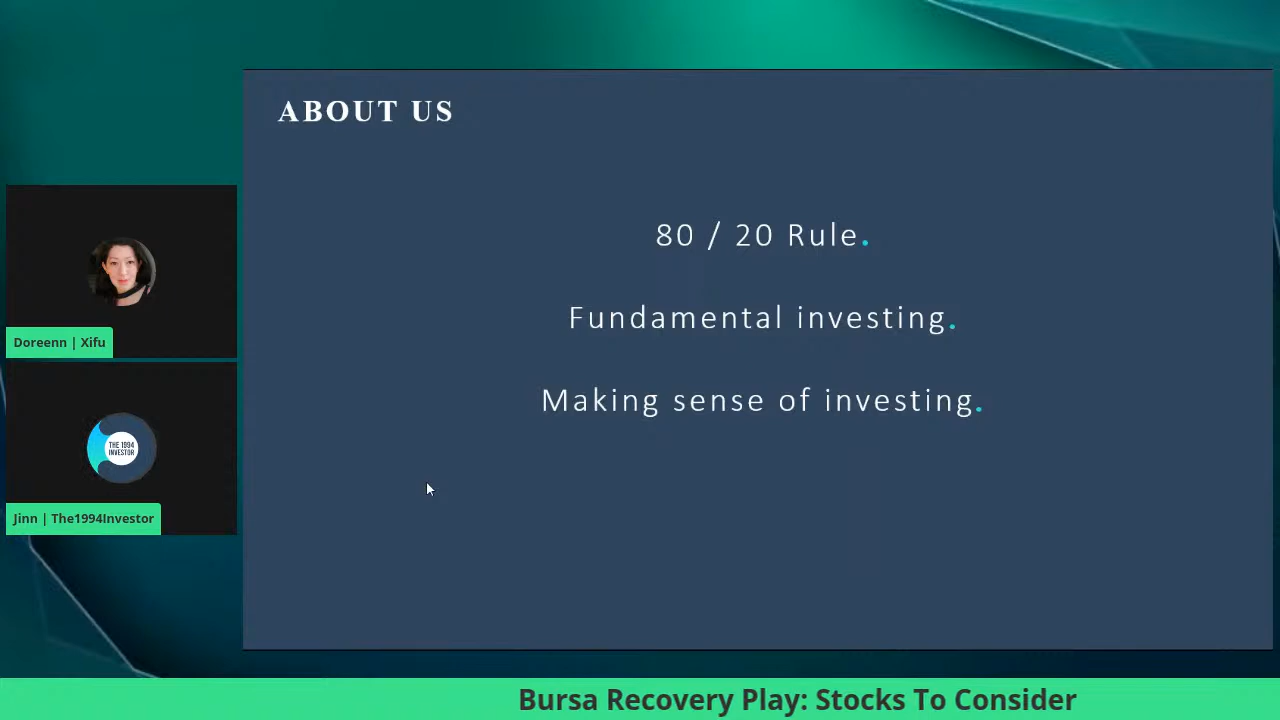 ABOUT US
80 / 20 Rule.
Fundamental investing.
Making sense of investing.
Doreenn | Xifu
THE 1994
INVESTOR
Jinn | The1994Investor
Bursa Recovery Play: Stocks To Consider